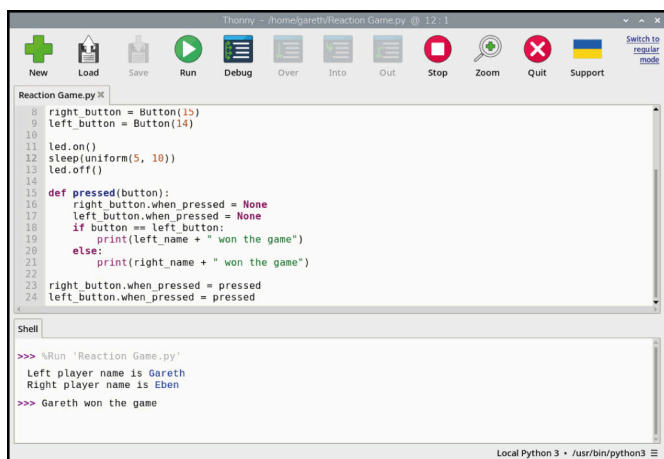 Thonny - /home/gareth/Reaction Game.py @ 12 : 1
New Load Save Run Debug Over Into Out Stop Zoom Quit Support
Switch to
regular
mode
Reaction Game.py
8 right_button = Button(15)
9 left_button = Button(14)
10
11 led.on()
12 sleep(uniform(5, 10))
13 led.off()
14
15 def pressed(button):
16     right_button.when_pressed = None
17     left_button.when_pressed = None
18     if button == left_button:
19         print(left_name + " won the game")
20     else:
21         print(right_name + " won the game")
22
23 right_button.when_pressed = pressed
24 left_button.when_pressed = pressed
Shell
>>> %Run 'Reaction Game.py'
Left player name is Gareth
Right player name is Eben
>>> Gareth won the game
Local Python 3 • /usr/bin/python3 ☰